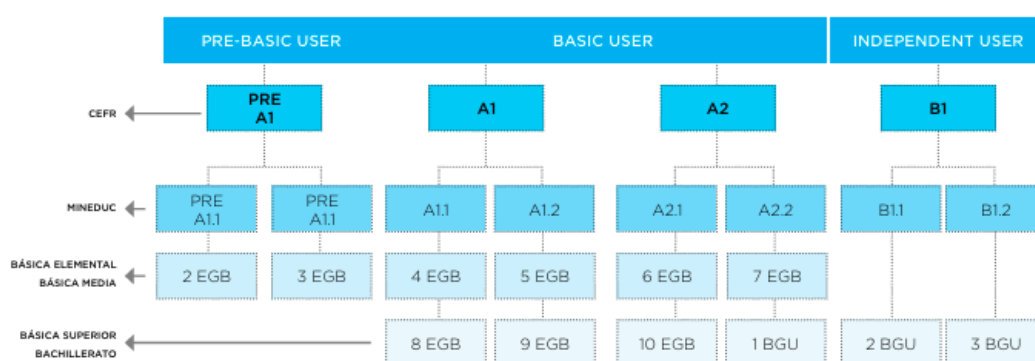 PRE-BASIC USER BASIC USER INDEPENDENT USER
CEFR PRE A1 A1 A2 B1
MINEDUC PRE A1.1 PRE A1.1 A1.1 A1.2 A2.1 A2.2 B1.1 B1.2
BÁSICA ELEMENTAL
BÁSICA MEDIA
2 EGB 3 EGB 4 EGB 5 EGB 6 EGB 7 EGB
BÁSICA SUPERIOR
BACHILLERATO
8 EGB 9 EGB 10 EGB 1 BGU 2 BGU 3 BGU